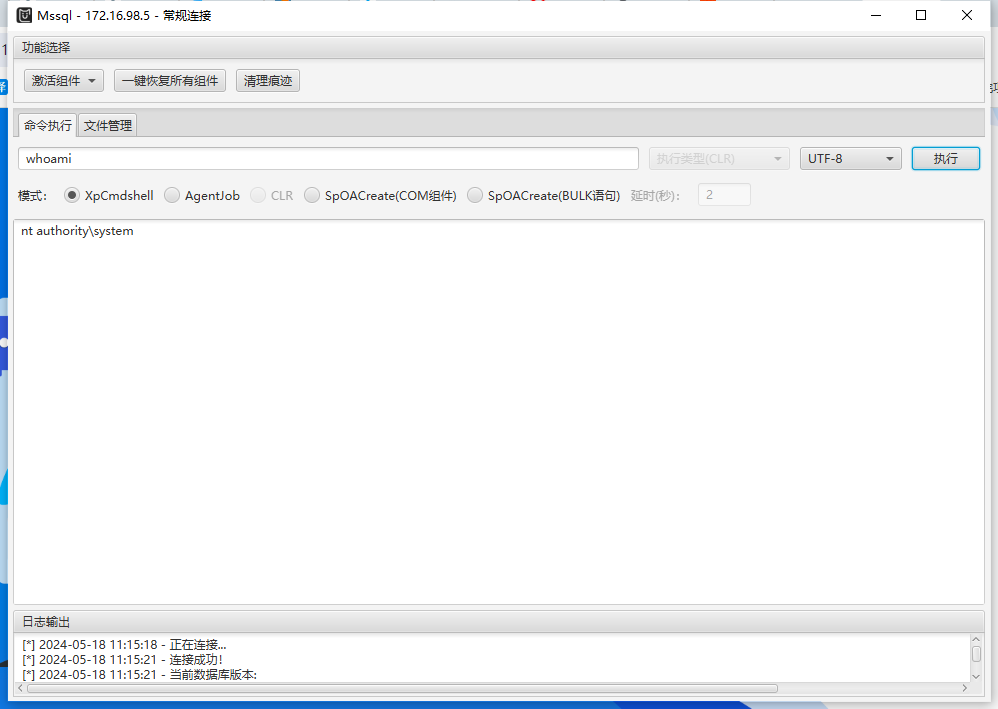 Mssql - 172.16.98.5 - 常规连接
功能选择
激活组件 一键恢复所有组件 清理痕迹
命令执行 文件管理
whoami 执行类型(CLR) UTF-8 执行
模式: XpCmdshell AgentJob CLR SpOACreate(COM组件) SpOACreate(BULK语句) 延时(秒): 2
nt authority\system
日志输出
[*] 2024-05-18 11:15:18 - 正在连接...
[*] 2024-05-18 11:15:21 - 连接成功!
[*] 2024-05-18 11:15:21 - 当前数据库版本: